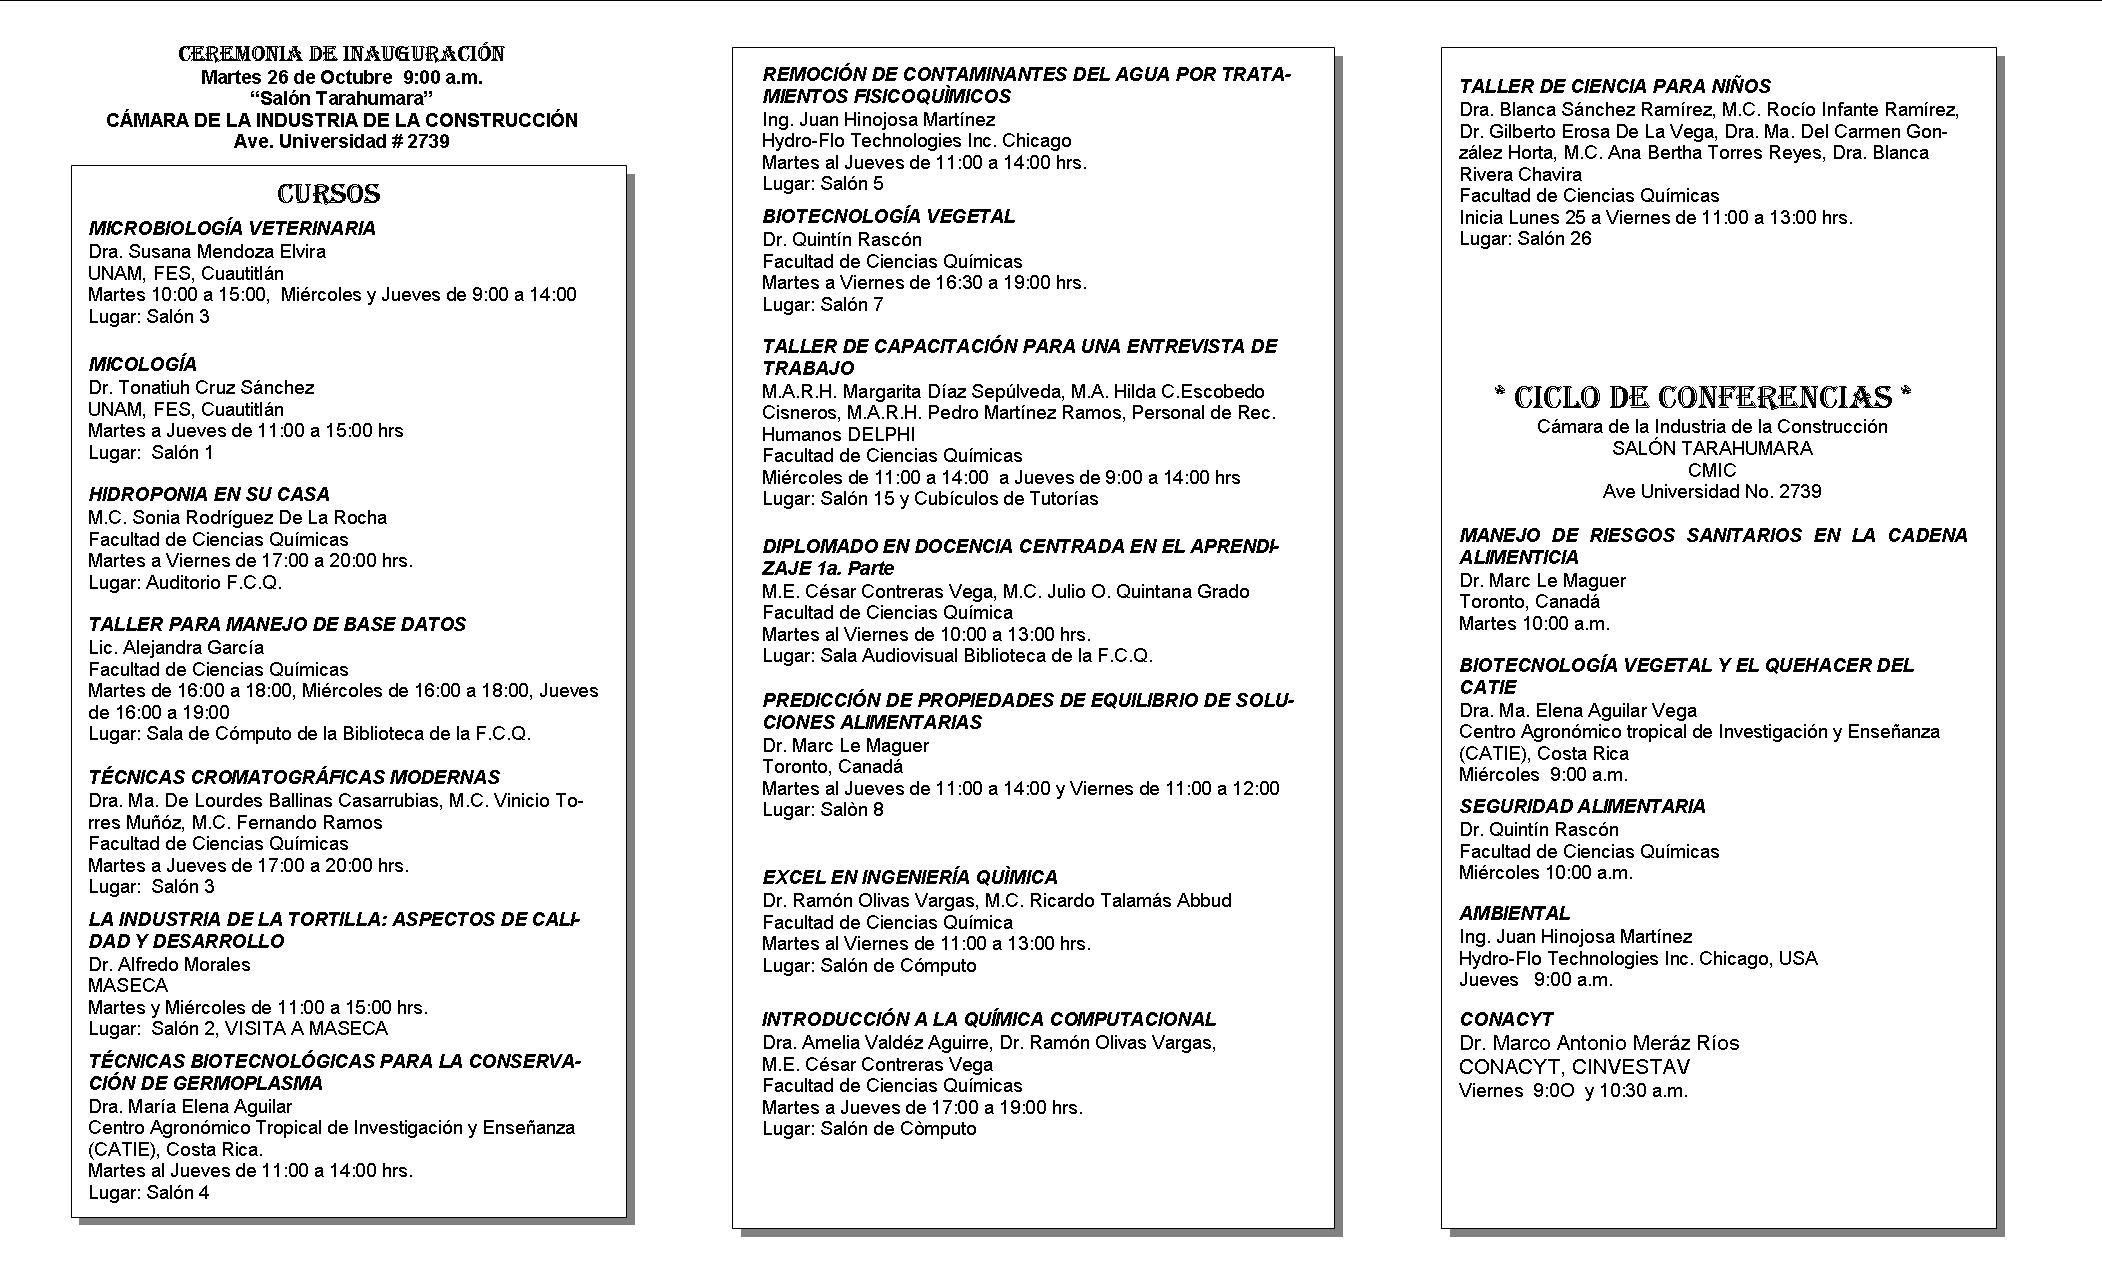 CEREMONIA DE INAUGURACIÓN
Martes 26 de Octubre  9:00 a.m.
“Salón Tarahumara”
CÁMARA DE LA INDUSTRIA DE LA CONSTRUCCIÓN
Ave. Universidad # 2739
CURSOS
MICROBIOLOGÍA VETERINARIA
Dra. Susana Mendoza Elvira
UNAM, FES, Cuautitlán
Martes 10:00 a 15:00,  Miércoles y Jueves de 9:00 a 14:00
Lugar: Salón 3
MICOLOGÍA
Dr. Tonatiuh Cruz Sánchez
UNAM, FES, Cuautitlán
Martes a Jueves de 11:00 a 15:00 hrs
Lugar:  Salón 1
HIDROPONIA EN SU CASA
M.C. Sonia Rodríguez De La Rocha
Facultad de Ciencias Químicas
Martes a Viernes de 17:00 a 20:00 hrs.
Lugar: Auditorio F.C.Q.
TALLER PARA MANEJO DE BASE DATOS
Lic. Alejandra García
Facultad de Ciencias Químicas
Martes de 16:00 a 18:00, Miércoles de 16:00 a 18:00, Jueves
de 16:00 a 19:00
Lugar: Sala de Cómputo de la Biblioteca de la F.C.Q.
TÉCNICAS CROMATOGRÁFICAS MODERNAS
Dra. Ma. De Lourdes Ballinas Casarrubias, M.C. Vinicio To-
rres Muñóz, M.C. Fernando Ramos
Facultad de Ciencias Químicas
Martes a Jueves de 17:00 a 20:00 hrs.
Lugar:  Salón 3
LA INDUSTRIA DE LA TORTILLA: ASPECTOS DE CALI-
DAD Y DESARROLLO
Dr. Alfredo Morales
MASECA
Martes y Miércoles de 11:00 a 15:00 hrs.
Lugar:  Salón 2, VISITA A MASECA
TÉCNICAS BIOTECNOLÓGICAS PARA LA CONSERVA-
CIÓN DE GERMOPLASMA
Dra. María Elena Aguilar
Centro Agronómico Tropical de Investigación y Enseñanza
(CATIE), Costa Rica.
Martes al Jueves de 11:00 a 14:00 hrs.
Lugar: Salón 4
REMOCIÓN DE CONTAMINANTES DEL AGUA POR TRATA-
MIENTOS FISICOQUÌMICOS
Ing. Juan Hinojosa Martínez
Hydro-Flo Technologies Inc. Chicago
Martes al Jueves de 11:00 a 14:00 hrs.
Lugar: Salón 5
BIOTECNOLOGÍA VEGETAL
Dr. Quintín Rascón
Facultad de Ciencias Químicas
Martes a Viernes de 16:30 a 19:00 hrs.
Lugar: Salón 7
TALLER DE CAPACITACIÓN PARA UNA ENTREVISTA DE
TRABAJO
M.A.R.H. Margarita Díaz Sepúlveda, M.A. Hilda C.Escobedo
Cisneros, M.A.R.H. Pedro Martínez Ramos, Personal de Rec.
Humanos DELPHI
Facultad de Ciencias Químicas
Miércoles de 11:00 a 14:00  a Jueves de 9:00 a 14:00 hrs
Lugar: Salón 15 y Cubículos de Tutorías
DIPLOMADO EN DOCENCIA CENTRADA EN EL APRENDI-
ZAJE 1a. Parte
M.E. César Contreras Vega, M.C. Julio O. Quintana Grado
Facultad de Ciencias Química
Martes al Viernes de 10:00 a 13:00 hrs.
Lugar: Sala Audiovisual Biblioteca de la F.C.Q.
PREDICCIÓN DE PROPIEDADES DE EQUILIBRIO DE SOLU-
CIONES ALIMENTARIAS
Dr. Marc Le Maguer
Toronto, Canadá
Martes al Jueves de 11:00 a 14:00 y Viernes de 11:00 a 12:00
Lugar: Salòn 8
EXCEL EN INGENIERÍA QUÌMICA
Dr. Ramón Olivas Vargas, M.C. Ricardo Talamás Abbud
Facultad de Ciencias Química
Martes al Viernes de 11:00 a 13:00 hrs.
Lugar: Salón de Cómputo
INTRODUCCIÓN A LA QUÍMICA COMPUTACIONAL
Dra. Amelia Valdéz Aguirre, Dr. Ramón Olivas Vargas,
M.E. César Contreras Vega
Facultad de Ciencias Químicas
Martes a Jueves de 17:00 a 19:00 hrs.
Lugar: Salón de Còmputo
TALLER DE CIENCIA PARA NIÑOS
Dra. Blanca Sánchez Ramírez, M.C. Rocío Infante Ramírez,
Dr. Gilberto Erosa De La Vega, Dra. Ma. Del Carmen Gon-
zález Horta, M.C. Ana Bertha Torres Reyes, Dra. Blanca
Rivera Chavira
Facultad de Ciencias Químicas
Inicia Lunes 25 a Viernes de 11:00 a 13:00 hrs.
Lugar: Salón 26
* CICLO DE CONFERENCIAS *
Cámara de la Industria de la Construcción
SALÓN TARAHUMARA
CMIC
Ave Universidad No. 2739
MANEJO DE RIESGOS SANITARIOS EN LA CADENA
ALIMENTICIA
Dr. Marc Le Maguer
Toronto, Canadá
Martes 10:00 a.m.
BIOTECNOLOGÍA VEGETAL Y EL QUEHACER DEL
CATIE
Dra. Ma. Elena Aguilar Vega
Centro Agronómico tropical de Investigación y Enseñanza
(CATIE), Costa Rica
Miércoles  9:00 a.m.
SEGURIDAD ALIMENTARIA
Dr. Quintín Rascón
Facultad de Ciencias Químicas
Miércoles 10:00 a.m.
AMBIENTAL
Ing. Juan Hinojosa Martínez
Hydro-Flo Technologies Inc. Chicago, USA
Jueves   9:00 a.m.
CONACYT
Dr. Marco Antonio Meráz Ríos
CONACYT, CINVESTAV
Viernes  9:0O  y 10:30 a.m.